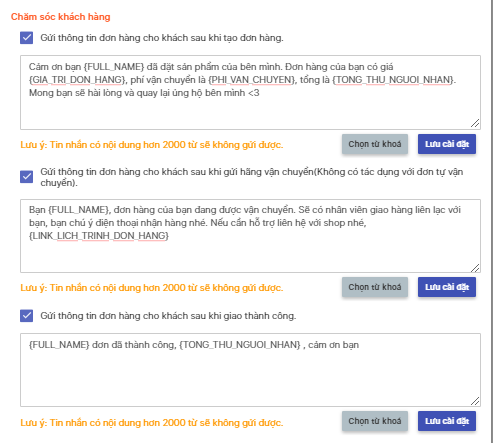 Chăm sóc khách hàng
Gửi thông tin đơn hàng cho khách sau khi tạo đơn hàng.
Cảm ơn bạn {FULL_NAME} đã đặt sản phẩm của bên mình. Đơn hàng của bạn có giá
{GIA_TRI_DON_HANG}, phí vận chuyển là {PHI_VAN_CHUYEN}, tổng là {TONG_THU_NGUOI_NHAN}.
Mong bạn sẽ hài lòng và quay lại ủng hộ bên mình <3
Lưu ý: Tin nhắn có nội dung hơn 2000 từ sẽ không gửi được.
Chọn từ khoá
Lưu cài đặt
Gửi thông tin đơn hàng cho khách sau khi gửi hãng vận chuyển(Không có tác dụng với đơn tự vận
chuyển).
Bạn {FULL_NAME}, đơn hàng của bạn đang được vận chuyển. Sẽ có nhân viên giao hàng liên lạc với
bạn, bạn chú ý điện thoại nhận hàng nhé. Nếu cần hỗ trợ liên hệ với shop nhé,
{LINK_LICH_TRINH_DON_HANG}
Lưu ý: Tin nhắn có nội dung hơn 2000 từ sẽ không gửi được.
Chọn từ khoá
Lưu cài đặt
Gửi thông tin đơn hàng cho khách sau khi giao thành công.
{FULL_NAME} đơn đã thành công, {TONG_THU_NGUOI_NHAN} , cảm ơn bạn
Lưu ý: Tin nhắn có nội dung hơn 2000 từ sẽ không gửi được.
Chọn từ khoá
Lưu cài đặt